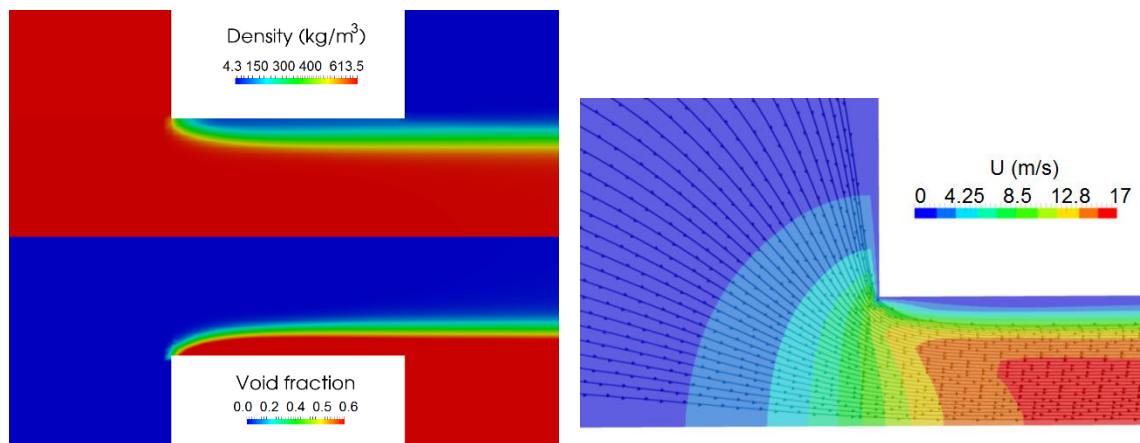 Density (kg/m³)
4.3 150 300 400 613.5
Void fraction
0.0 0.2 0.4 0.5 0.6
U (m/s)
0 4.25 8.5 12.8 17